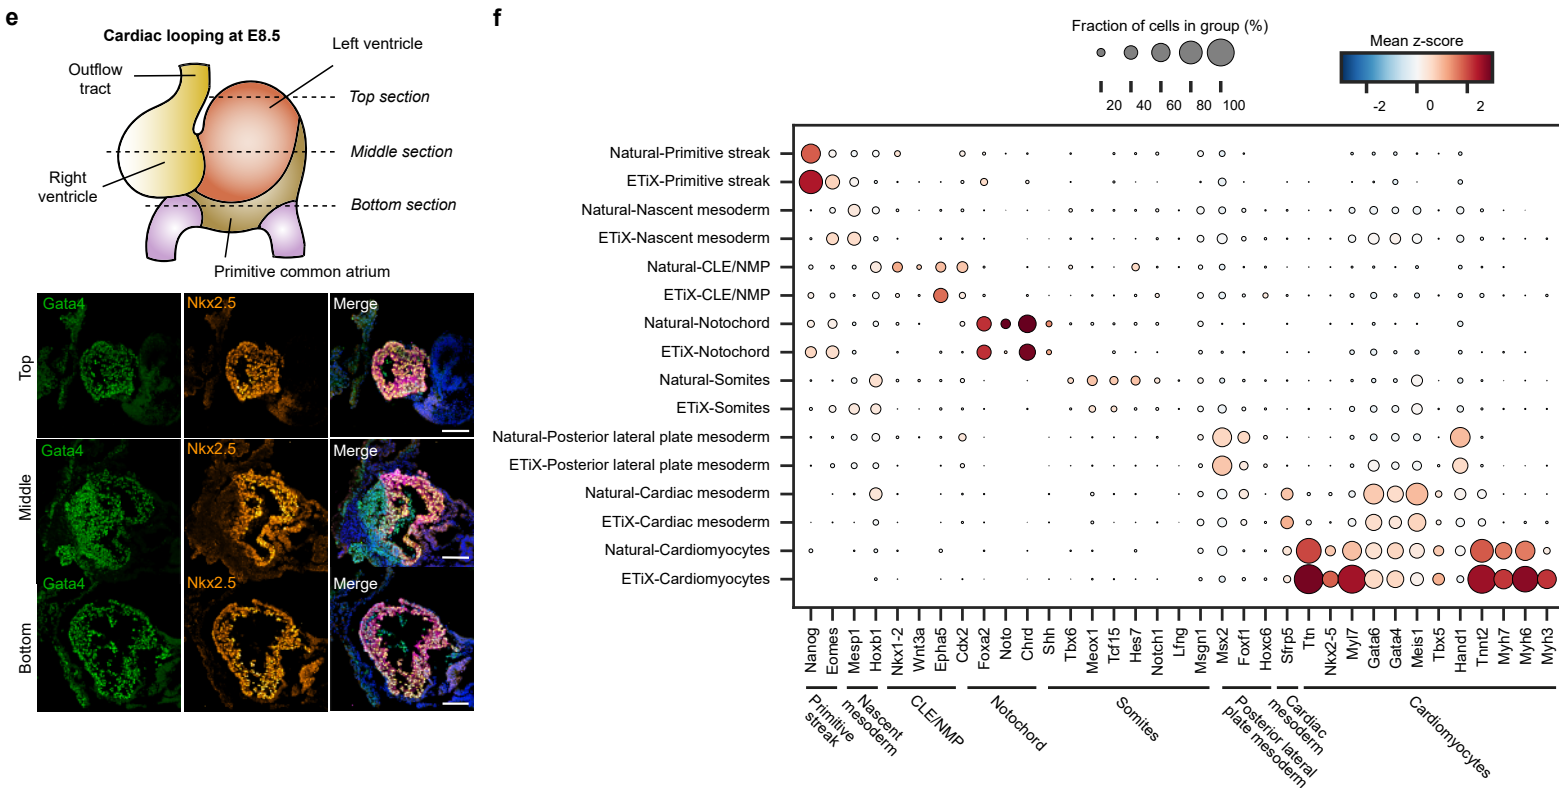 e
Cardiac looping at E8.5
Left ventricle
Outflow
tract
Top section
Middle section
Right
ventricle
Bottom section
Primitive common atrium
Gata4
Nkx2.5
Merge
Top
Gata4
Nkx2.5
Merge
Middle
Gata4
Nkx2.5
Merge
Bottom
f
Fraction of cells in group (%)
20 40 60 80 100
Mean z-score
-2 0 2
Natural-Primitive streak
ETiX-Primitive streak
Natural-Nascent mesoderm
ETiX-Nascent mesoderm
Natural-CLE/NMP
ETiX-CLE/NMP
Natural-Notochord
ETiX-Notochord
Natural-Somites
ETiX-Somites
Natural-Posterior lateral plate mesoderm
ETiX-Posterior lateral plate mesoderm
Natural-Cardiac mesoderm
ETiX-Cardiac mesoderm
Natural-Cardiomyocytes
ETiX-Cardiomyocytes
Nanog
Eomes
Mesp1
Hoxb1
Nkx1-2
Wnt3a
Epha5
Cdx2
Foxa2
Noto
Chrd
Shh
Tbx6
Meox1
Tcf15
Hes7
Notch1
Lfng
Msgn1
Msx2
Foxf1
Hoxc6
Sfrp5
Ttn
Nkx2-5
Myl7
Gata6
Gata4
Meis1
Tbx5
Hand1
Tnnt2
Myh7
Myh6
Myh3
Primitive
streak
Nascent
mesoderm
CLE/NMP
Notochord
Somites
Posterior lateral
plate mesoderm
Cardiac
mesoderm
Cardiomyocytes